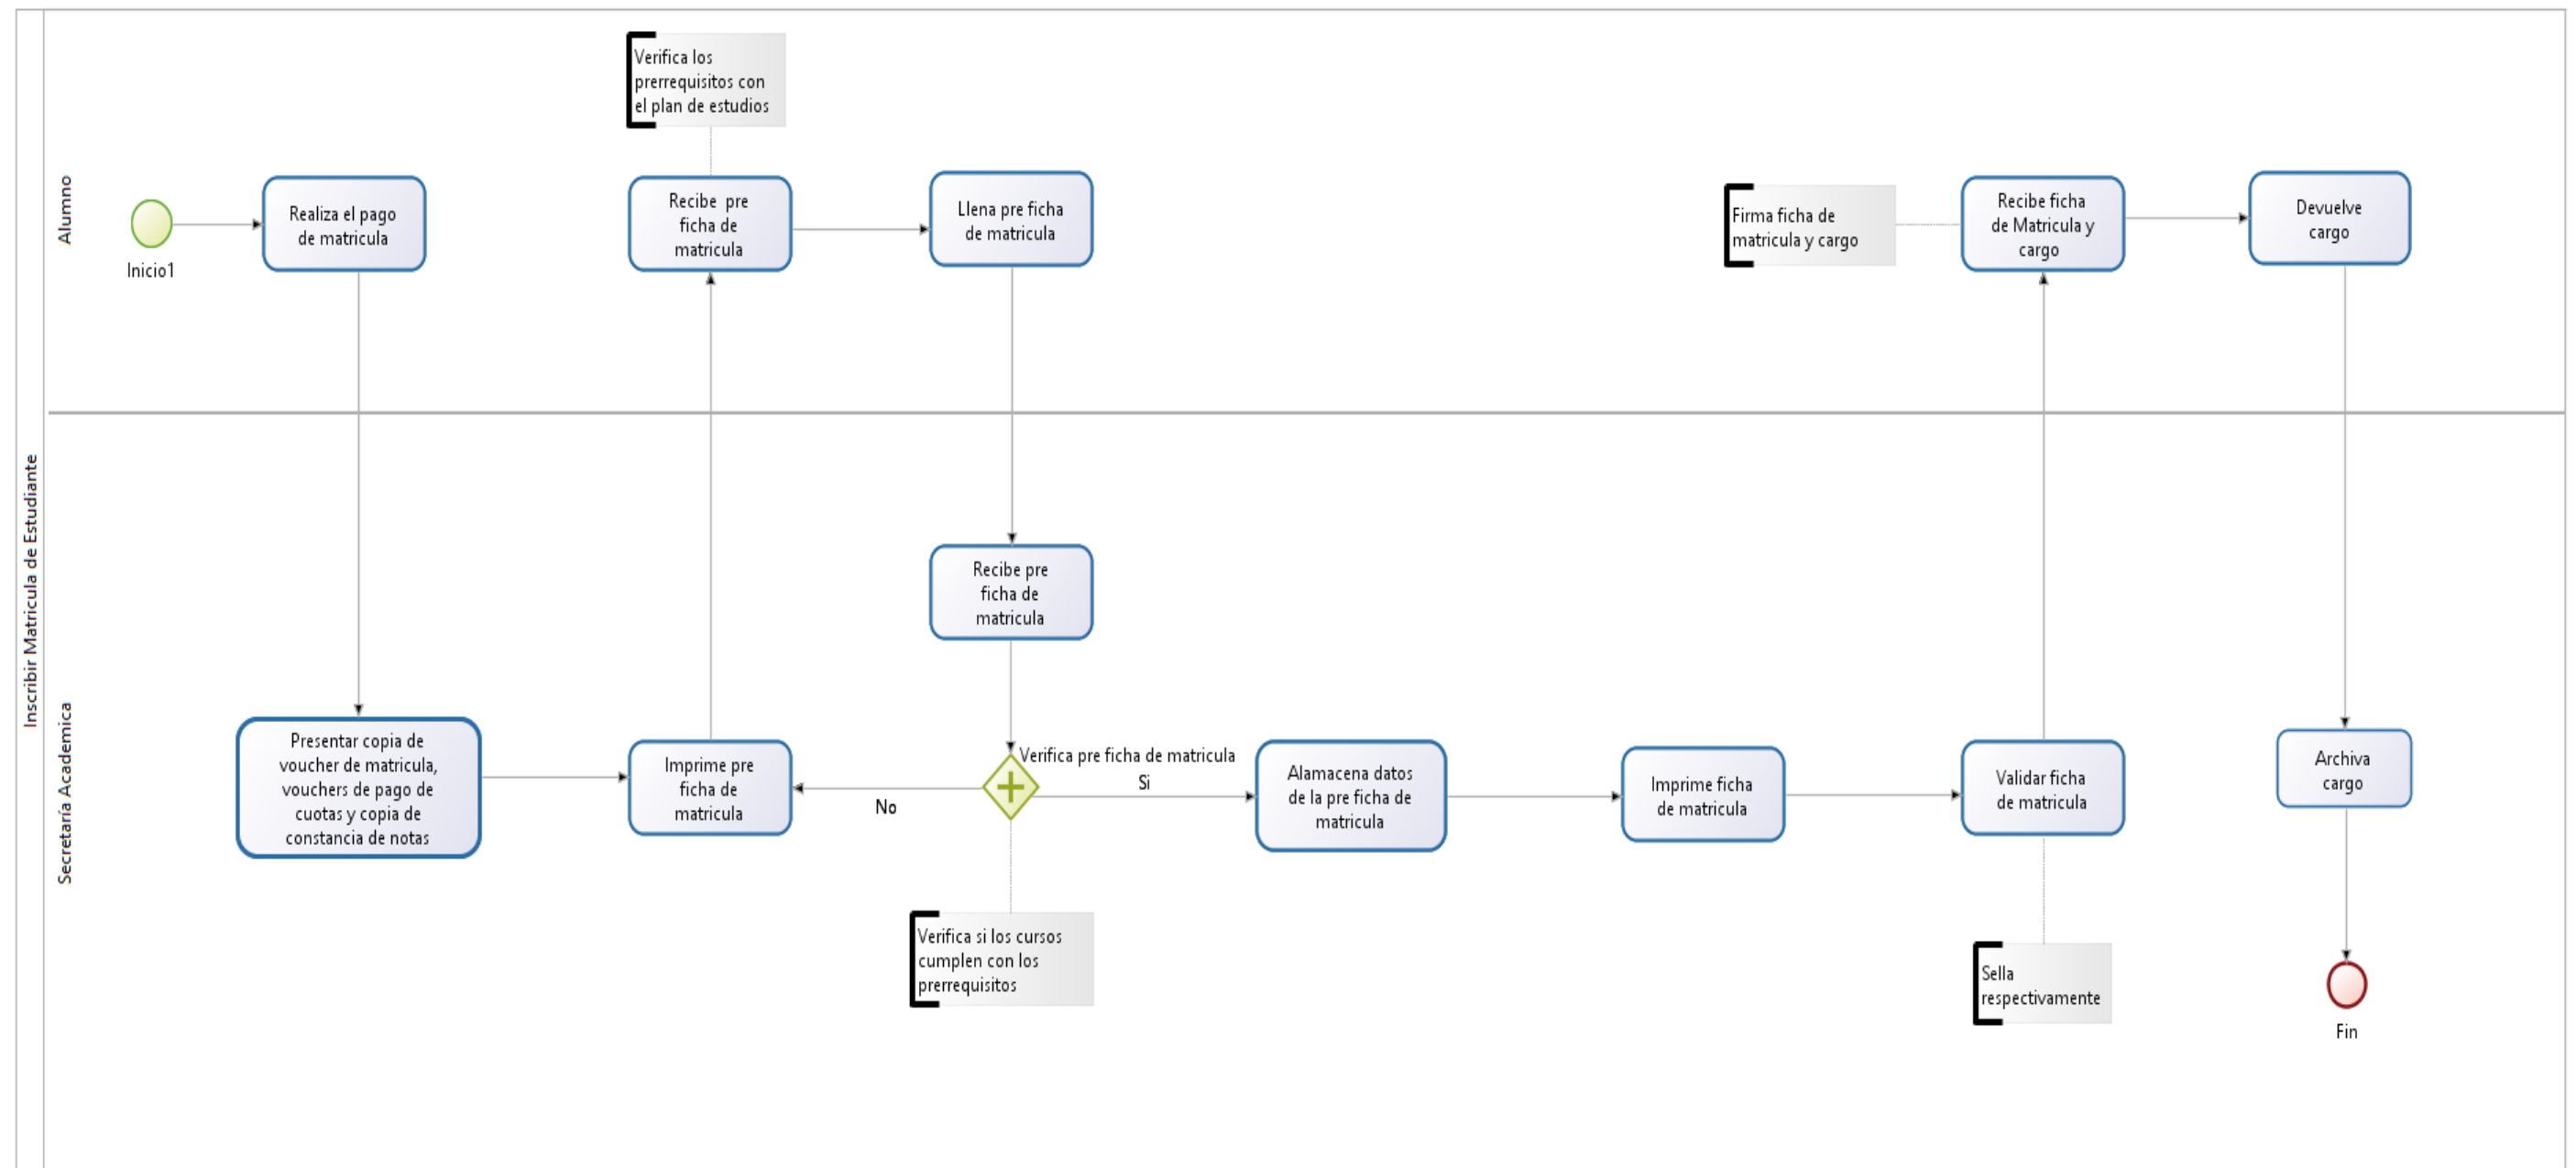 Inscribir Matricula de Estudiante
Alumno
Inicio1
Realiza el pago
de matricula
Verifica los
prerrequisitos con
el plan de estudios
Recibe pre
ficha de
matricula
Llena pre ficha
de matricula
Firma ficha de
matricula y cargo
Recibe ficha
de Matricula y
cargo
Devuelve
cargo
Secretaría Academica
Presentar copia de
voucher de matricula,
vouchers de pago de
cuotas y copia de
constancia de notas
Imprime pre
ficha de
matricula
Recibe pre
ficha de
matricula
Verifica pre ficha de matricula
Si
No
Verifica si los cursos
cumplen con los
prerrequisitos
Alamacena datos
de la pre ficha de
matricula
Imprime ficha
de matricula
Validar ficha
de matricula
Sella
respectivamente
Archiva
cargo
Fin